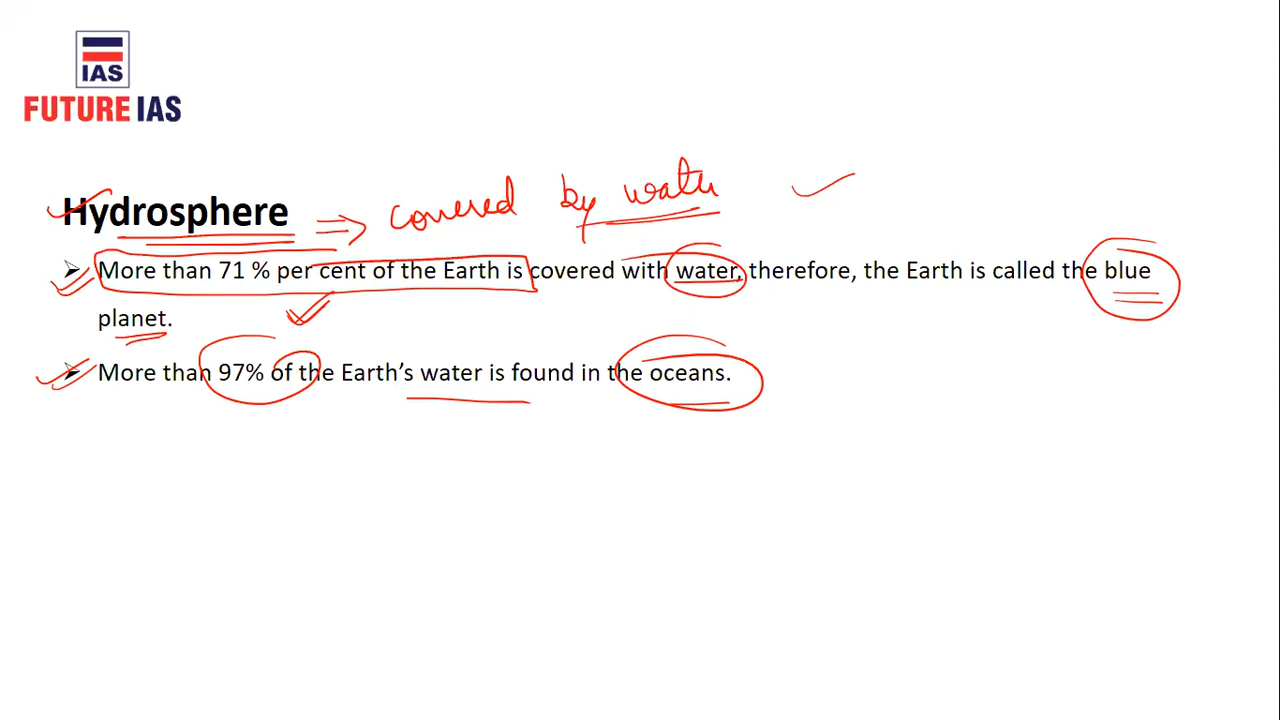 IAS
FUTURE IAS
Hydrosphere ⇒ covered by water
➢ More than 71 % per cent of the Earth is covered with water, therefore, the Earth is called the blue
planet.
➢ More than 97% of the Earth's water is found in the oceans.